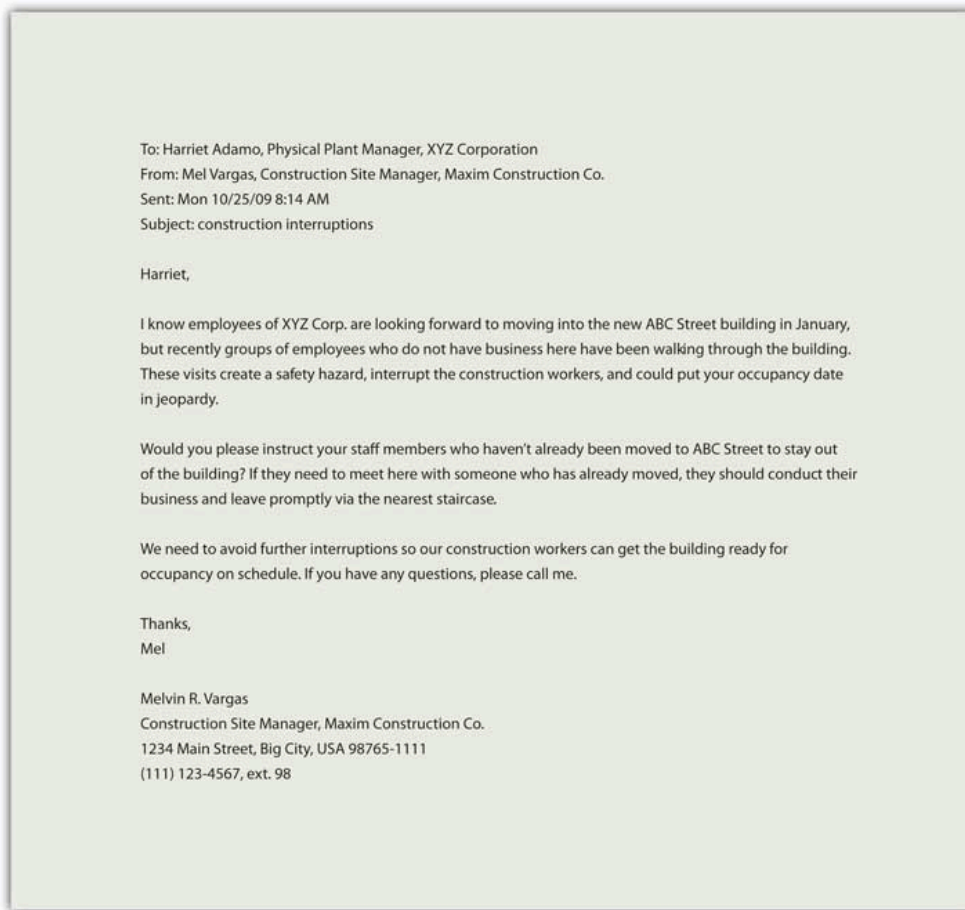 To: Harriet Adamo, Physical Plant Manager, XYZ Corporation
From: Mel Vargas, Construction Site Manager, Maxim Construction Co.
Sent: Mon 10/25/09 8:14 AM
Subject: construction interruptions
Harriet,
I know employees of XYZ Corp. are looking forward to moving into the new ABC Street building in January,
but recently groups of employees who do not have business here have been walking through the building.
These visits create a safety hazard, interrupt the construction workers, and could put your occupancy date
in jeopardy.
Would you please instruct your staff members who haven't already been moved to ABC Street to stay out
of the building? If they need to meet here with someone who has already moved, they should conduct their
business and leave promptly via the nearest staircase.
We need to avoid further interruptions so our construction workers can get the building ready for
occupancy on schedule. If you have any questions, please call me.
Thanks,
Mel
Melvin R. Vargas
Construction Site Manager, Maxim Construction Co.
1234 Main Street, Big City, USA 98765-1111
(111) 123-4567, ext. 98